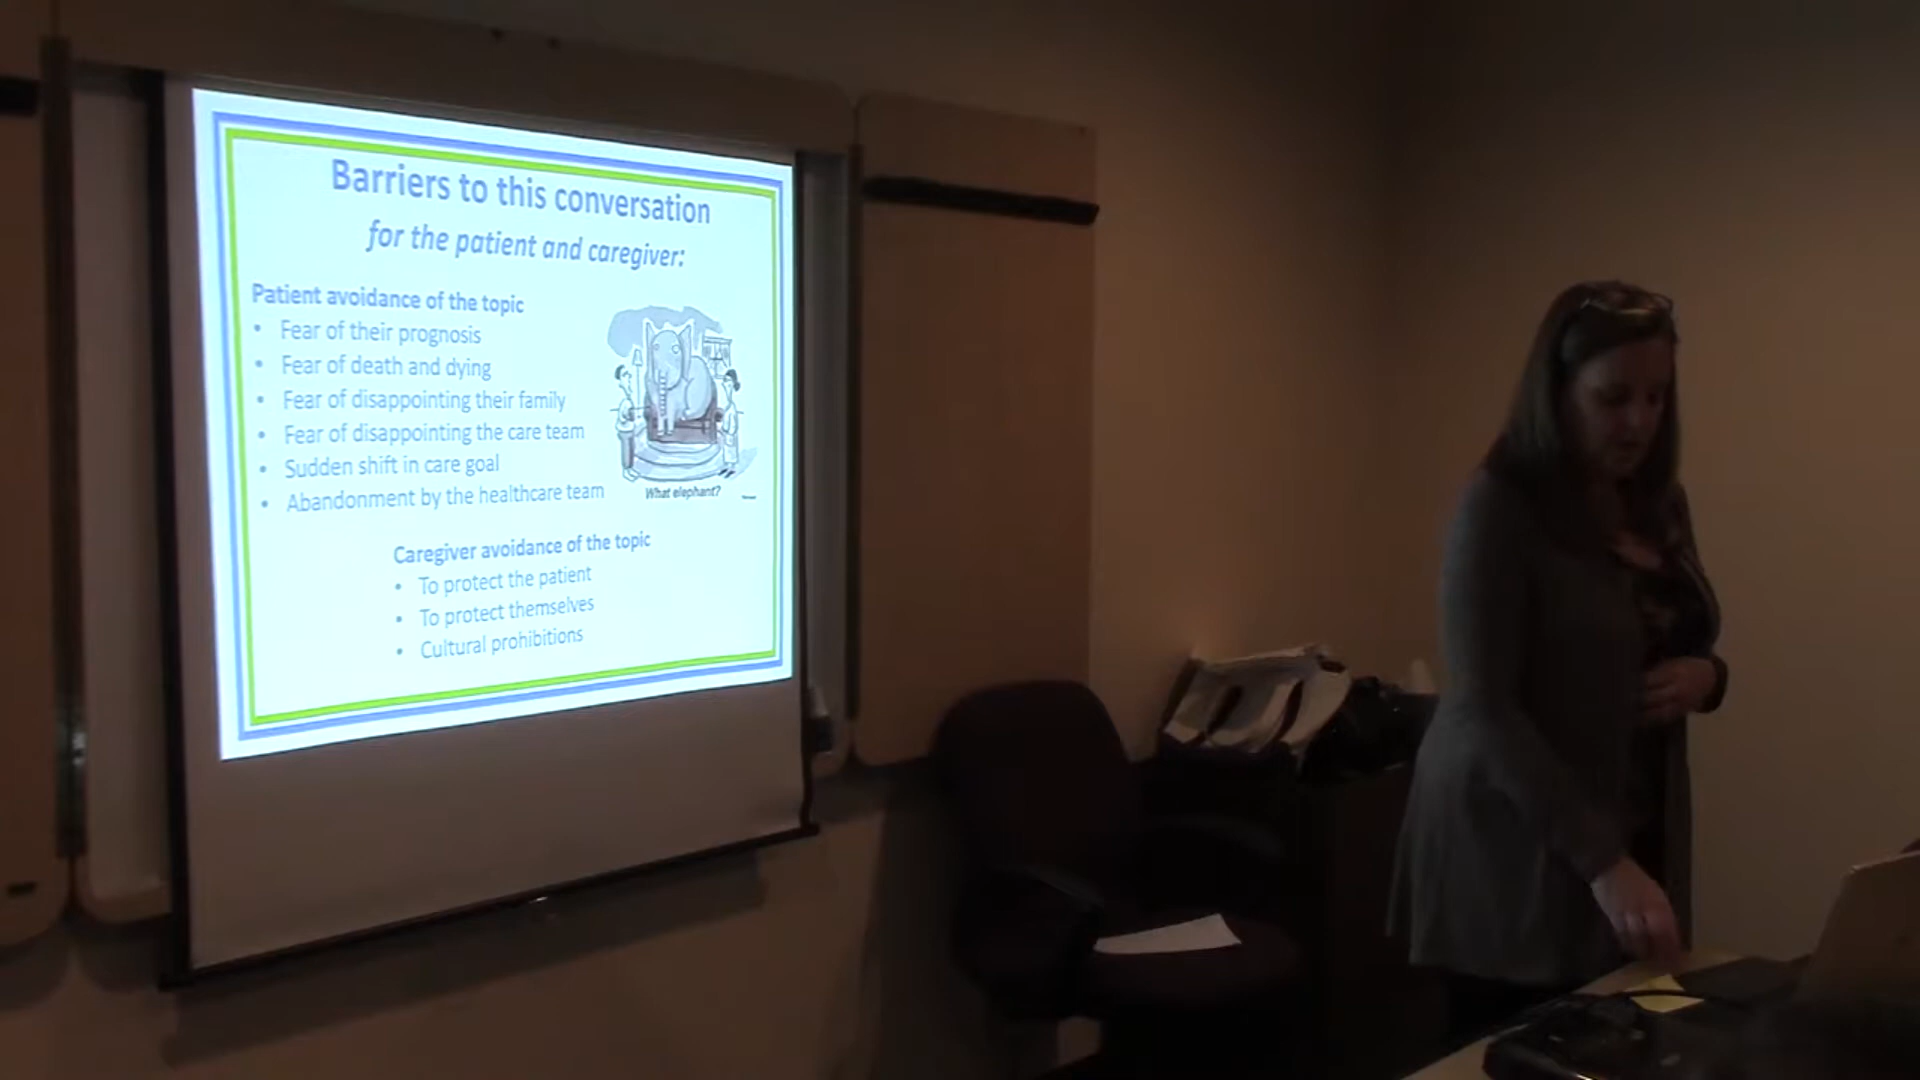 Barriers to this conversation
for the patient and caregiver:
Patient avoidance of the topic
• Fear of their prognosis
• Fear of death and dying
• Fear of disappointing their family
• Fear of disappointing the care team
• Sudden shift in care goal
• Abandonment by the healthcare team
What elephant?
Caregiver avoidance of the topic
• To protect the patient
• To protect themselves
• Cultural prohibitions